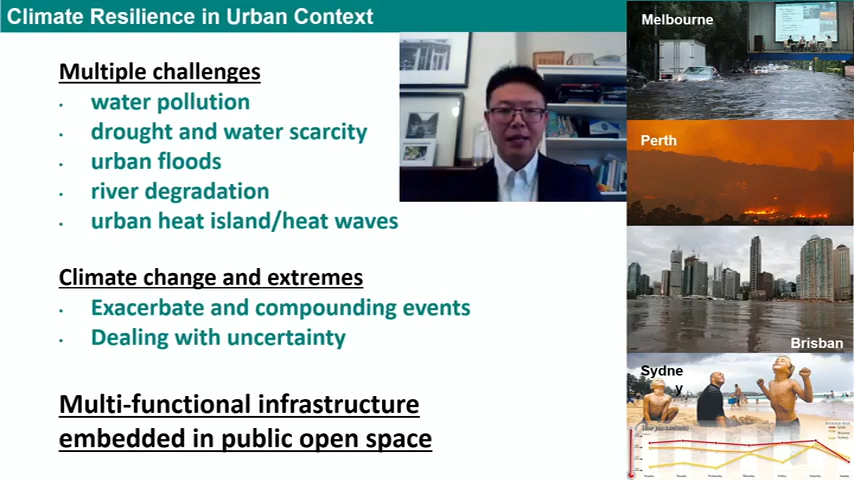 Climate Resilience in Urban Context
Multiple challenges
water pollution
drought and water scarcity
urban floods
river degradation
urban heat island/heat waves
Climate change and extremes
Exacerbate and compounding events
Dealing with uncertainty
Multi-functional infrastructure
embedded in public open space
Melbourne
Perth
Brisban
Sydne
y